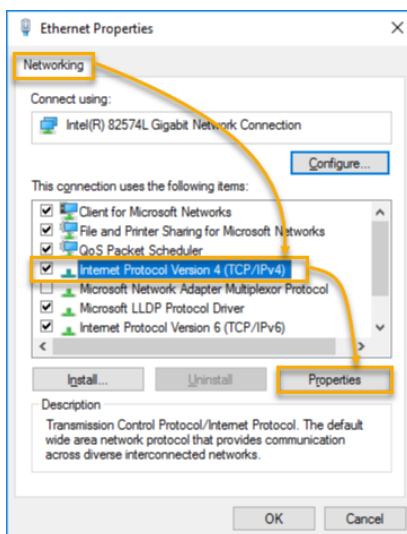 Ethernet Properties
Networking
Connect using:
Intel(R) 82574L Gigabit Network Connection
Configure...
This connection uses the following items:
Client for Microsoft Networks
File and Printer Sharing for Microsoft Networks
QoS Packet Scheduler
Internet Protocol Version 4 (TCP/IPv4)
Microsoft Network Adapter Multiplexor Protocol
Microsoft LLDP Protocol Driver
Internet Protocol Version 6 (TCP/IPv6)
Install...
Uninstall
Properties
Description
Transmission Control Protocol/Internet Protocol. The default
wide area network protocol that provides communication
across diverse interconnected networks.
OK
Cancel